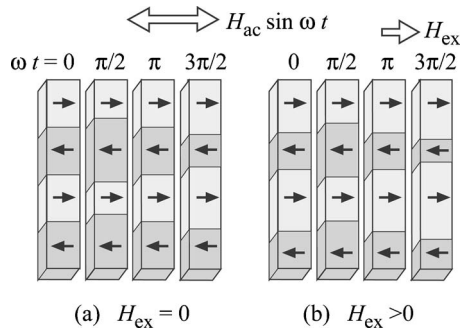 H_ac sin ω t
H_ex
ω t = 0 π/2 π 3π/2
0 π/2 π 3π/2
(a) H_ex = 0
(b) H_ex >0